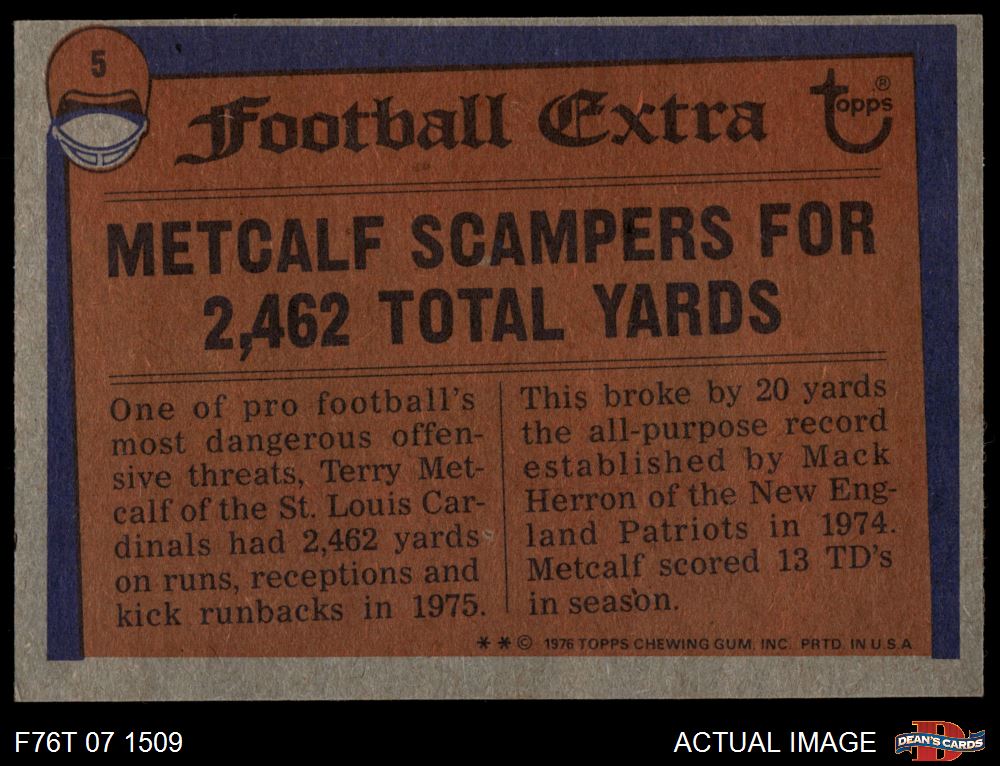 5
Football Extra
Topps ®
METCALF SCAMPERS FOR
2,462 TOTAL YARDS
One of pro football's
most dangerous offen-
sive threats, Terry Met-
calf of the St. Louis Car-
dinals had 2,462 yards
on runs, receptions and
kick runbacks in 1975.
This broke by 20 yards
the all-purpose record
established by Mack
Herron of the New Eng-
land Patriots in 1974.
Metcalf scored 13 TD's
in season.
* * © 1976 TOPPS CHEWING GUM, INC. PRTD. IN U.S.A
F76T 07 1509
ACTUAL IMAGE
DEAN'S CARDS